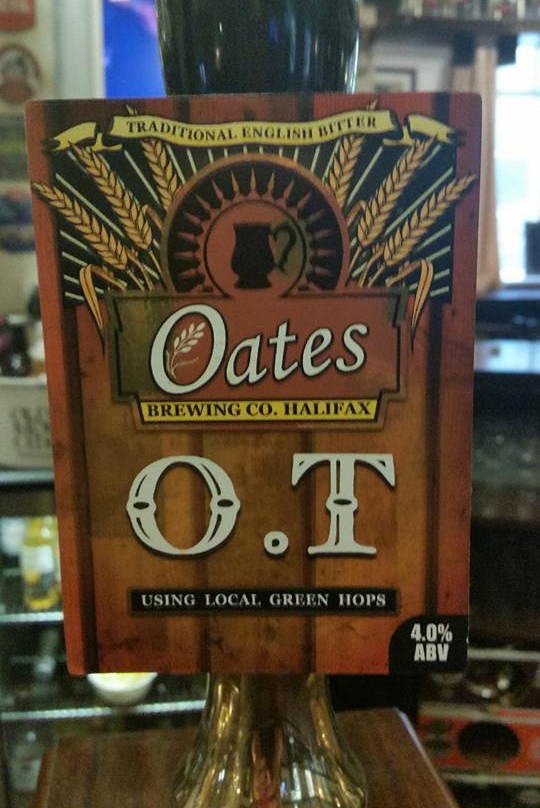 TRADITIONAL ENGLISH BITTER
Oates
BREWING CO. HALIFAX
O.T
USING LOCAL GREEN HOPS
4.0%
ABV